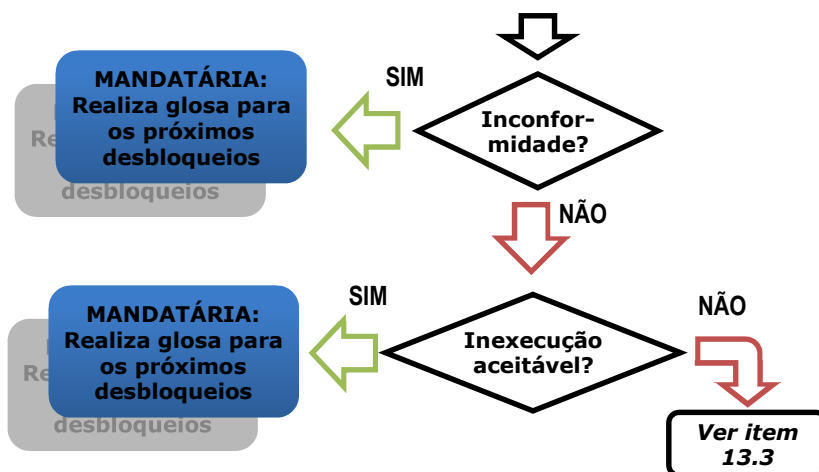 SIM
MANDATÁRIA:
Realiza glosa para
os próximos
desbloqueios
desbloqueios
Inconfor-
midade?
NÃO
SIM
MANDATÁRIA:
Realiza glosa para
os próximos
desbloqueios
desbloqueios
Inexecução
aceitável?
NÃO
Ver item
13.3